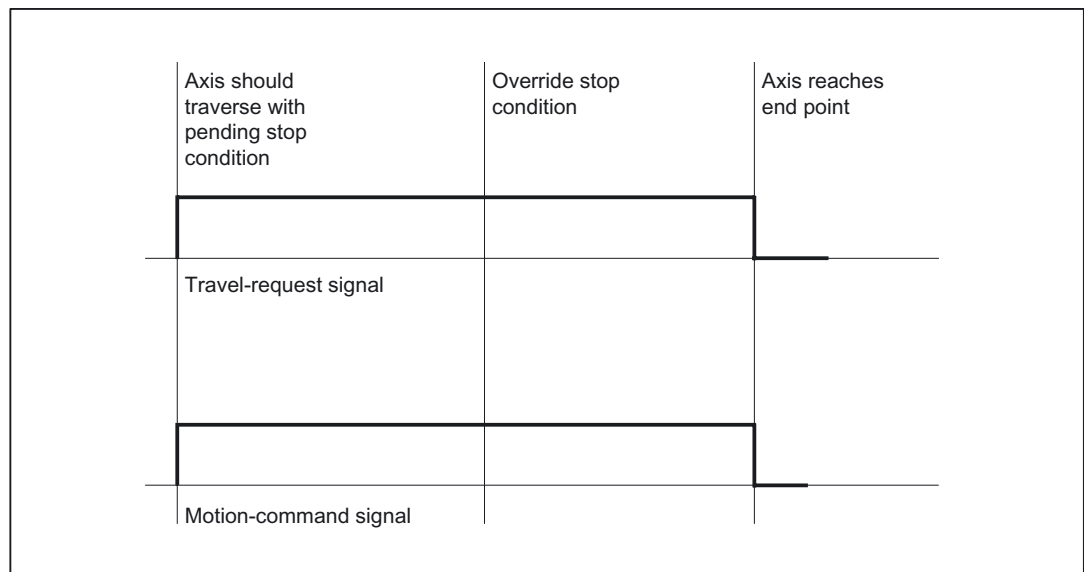 Axis should
traverse with
pending stop
condition
Override stop
condition
Axis reaches
end point
Travel-request signal
Motion-command signal